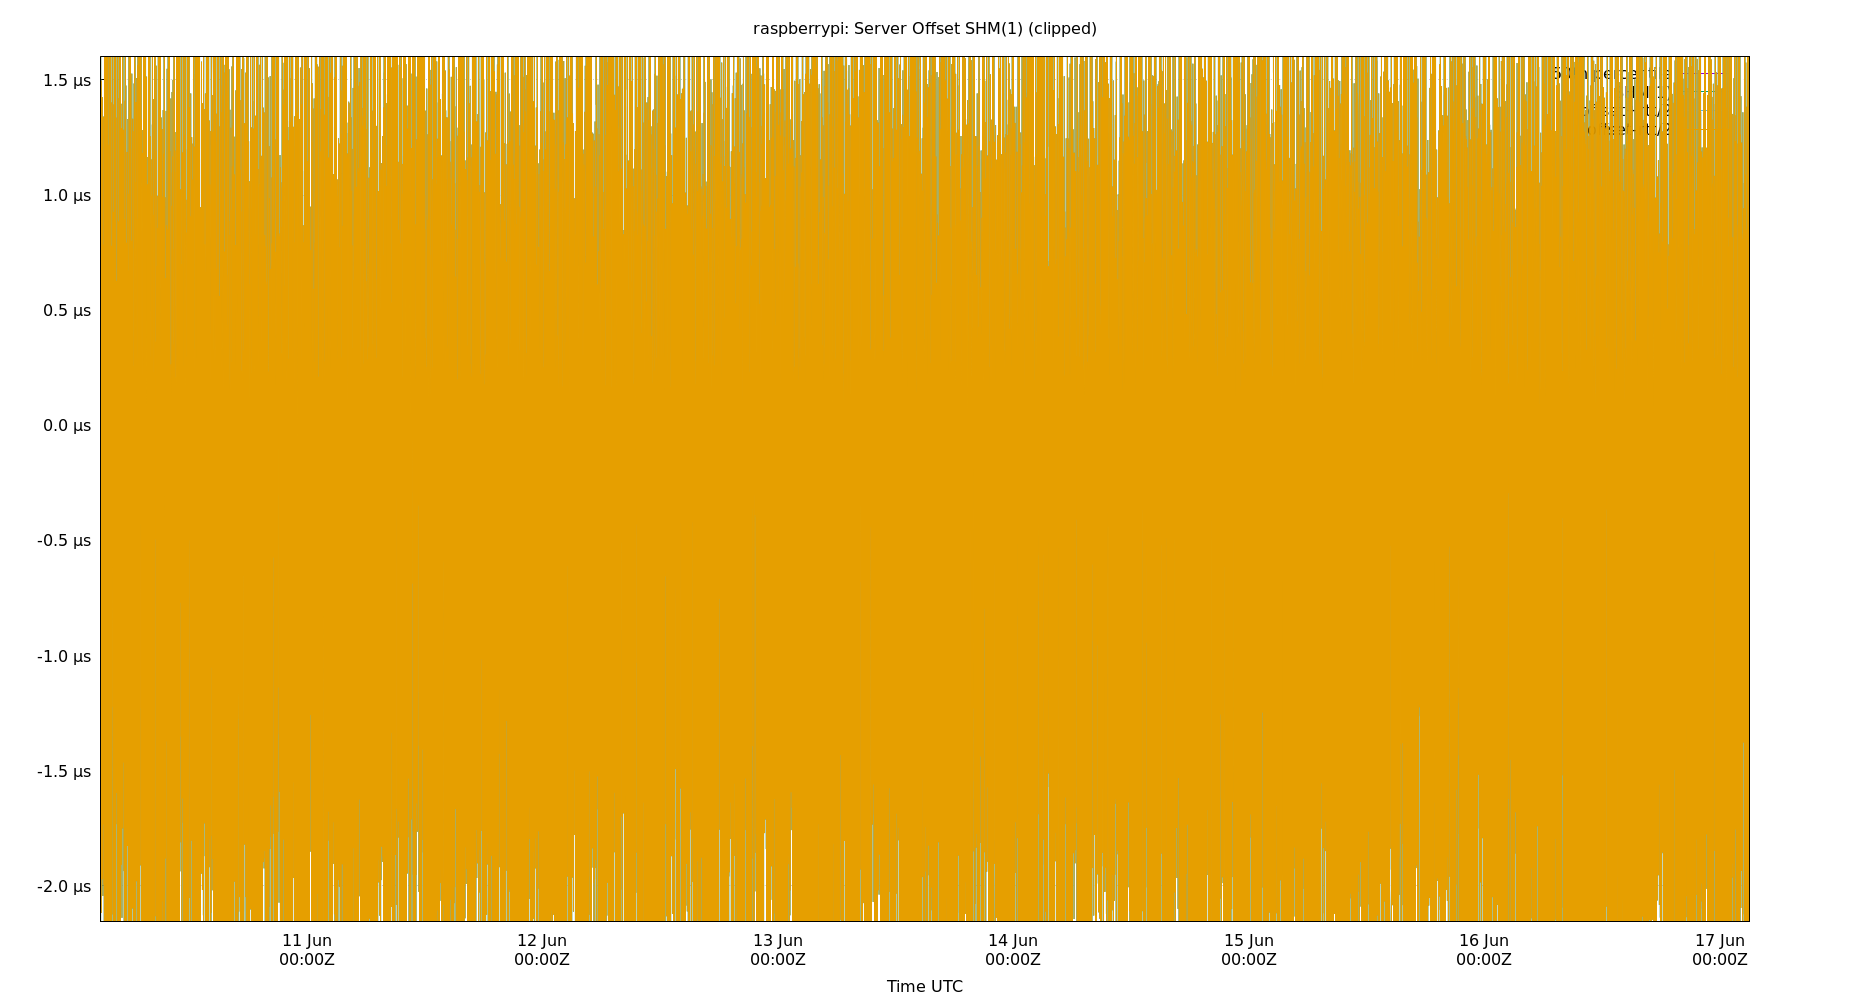 raspberrypi: Server Offset SHM(1) (clipped)
1.5 µs
1.0 µs
0.5 µs
0.0 µs
-0.5 µs
-1.0 µs
-1.5 µs
-2.0 µs
11 Jun 12 Jun 13 Jun 14 Jun 15 Jun 16 Jun 17 Jun
00:00Z 00:00Z 00:00Z 00:00Z 00:00Z 00:00Z 00:00Z
Time UTC